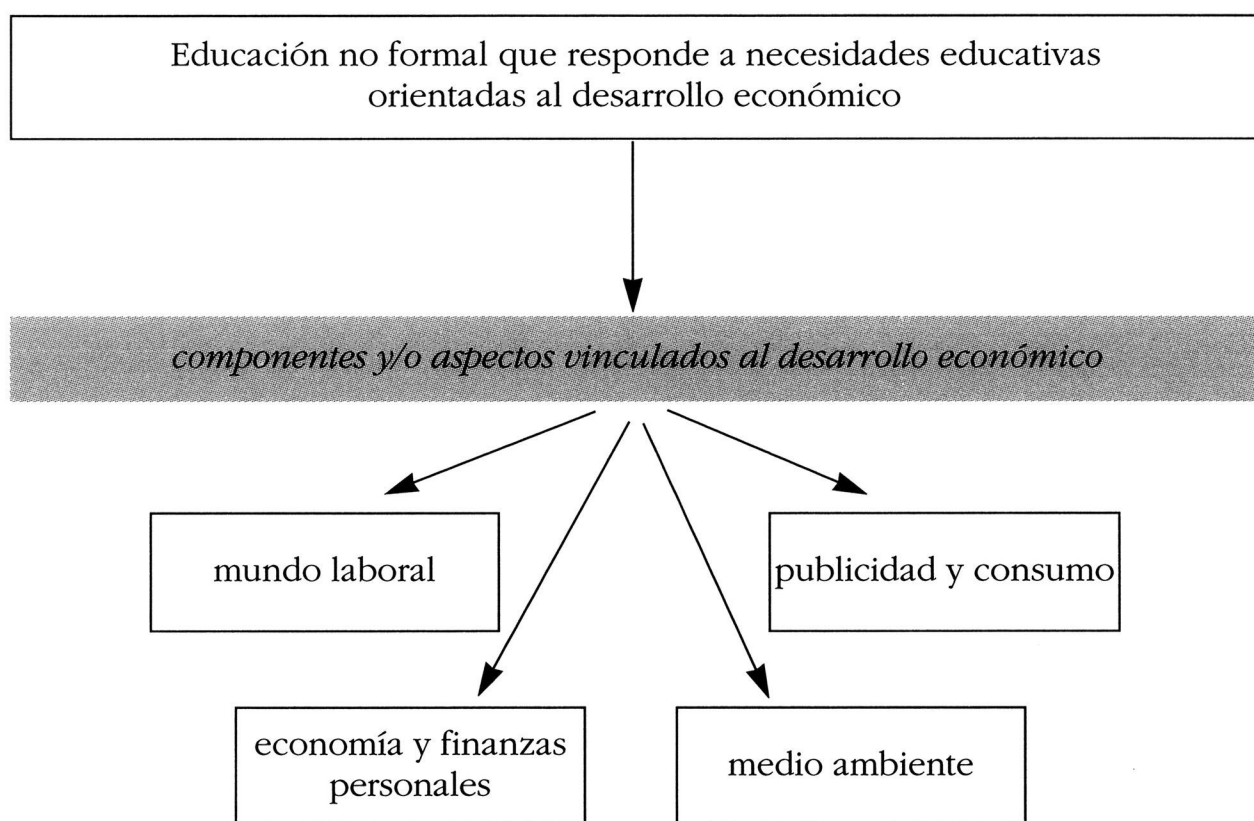 Educación no formal que responde a necesidades educativas
orientadas al desarrollo económico
componentes y/o aspectos vinculados al desarrollo económico
mundo laboral
publicidad y consumo
economía y finanzas
personales
medio ambiente